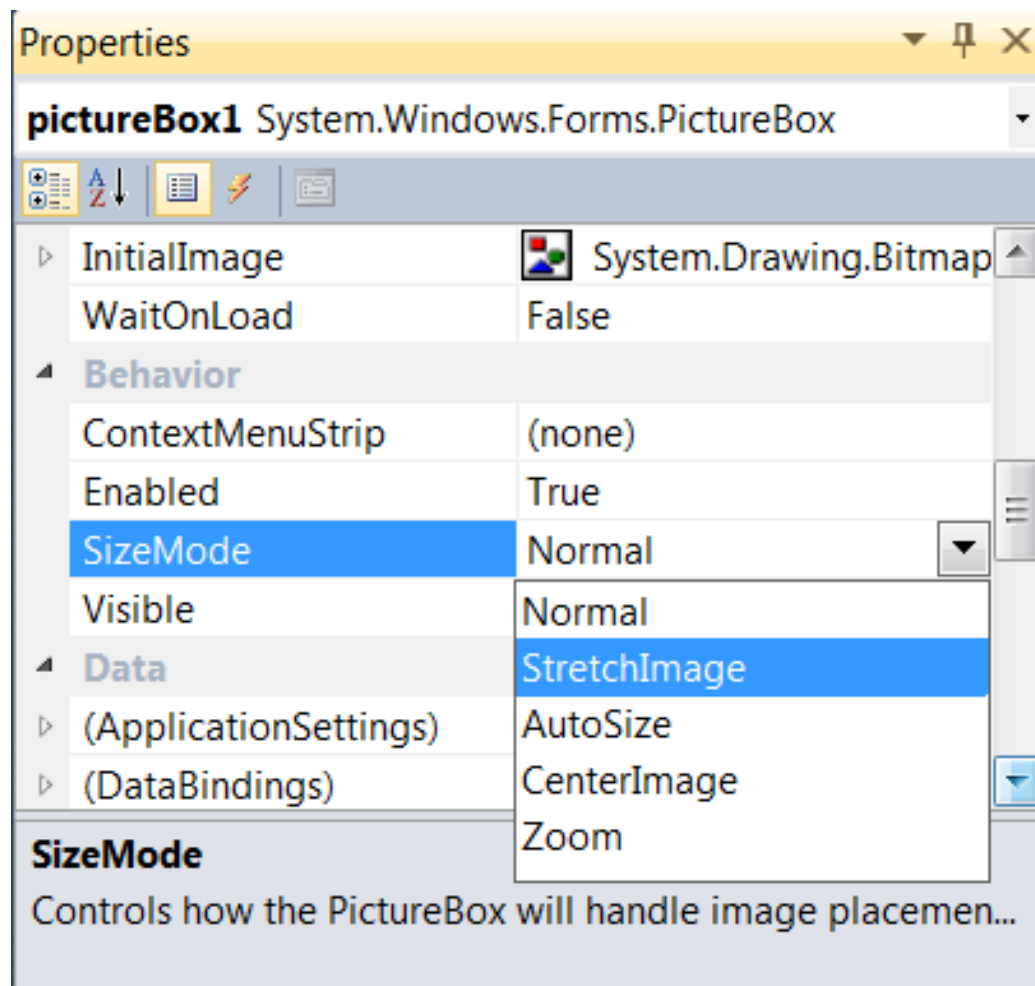 Properties
pictureBox1 System.Windows.Forms.PictureBox
InitialImage System.Drawing.Bitmap
WaitOnLoad False
Behavior
ContextMenuStrip (none)
Enabled True
SizeMode Normal
Visible Normal
Data StretchImage
(ApplicationSettings) AutoSize
(DataBindings) CenterImage
Zoom
SizeMode
Controls how the PictureBox will handle image placemen...